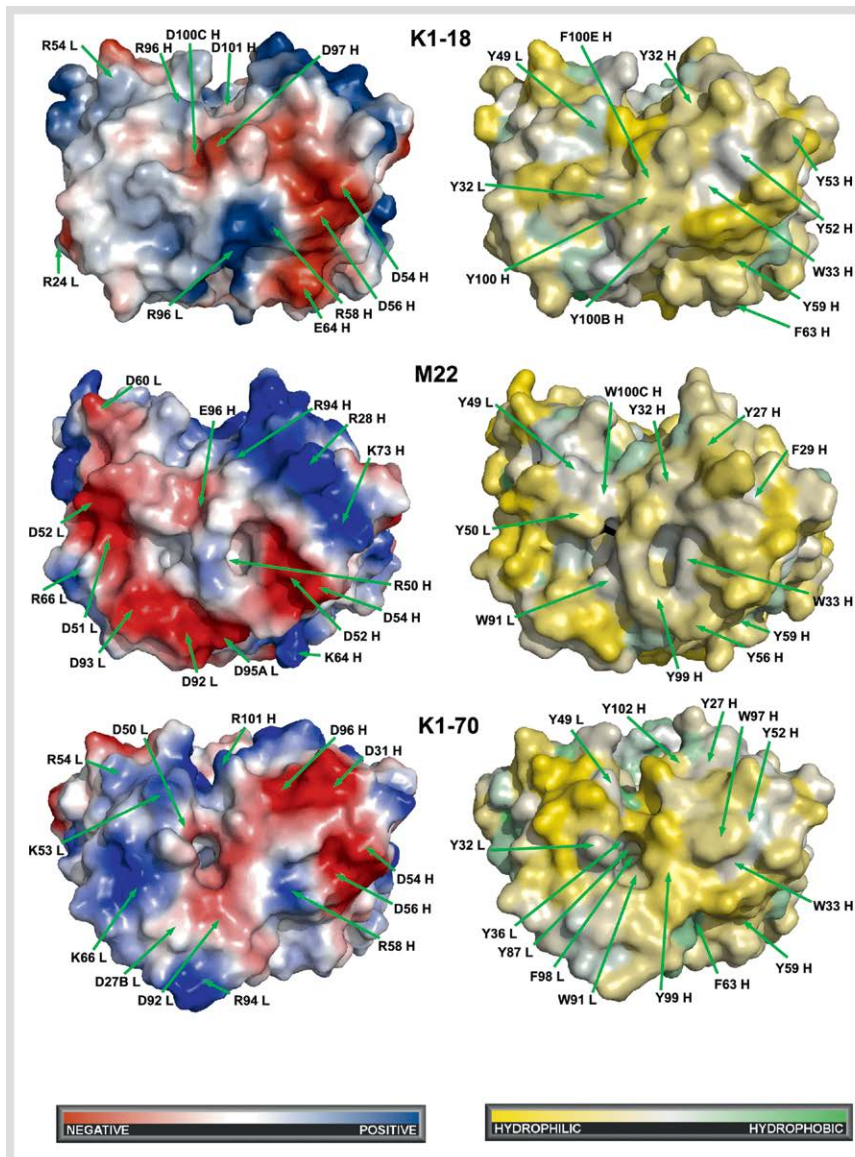 K1-18
D100C H
R54 L
R96 H
D101 H
D97 H
R24 L
R96 L
E64 H
R58 H
D56 H
D54 H
F100E H
Y49 L
Y32 H
Y32 L
Y53 H
Y52 H
W33 H
Y100 H
Y100B H
Y59 H
F63 H
M22
D60 L
E96 H
R94 H
R28 H
K73 H
D52 L
R66 L
D51 L
D93 L
D92 L
D95A L
K64 H
D52 H
D54 H
R50 H
Y49 L
W100C H
Y32 H
Y27 H
F29 H
Y50 L
W91 L
Y99 H
Y56 H
Y59 H
W33 H
K1-70
D50 L
R101 H
D96 H
D31 H
R54 L
K53 L
K66 L
D27B L
D92 L
R94 L
R58 H
D56 H
D54 H
Y102 H
Y27 H
Y49 L
W97 H
Y52 H
Y32 L
Y36 L
Y87 L
F98 L
W91 L
Y99 H
F63 H
Y59 H
W33 H
NEGATIVE POSITIVE
HYDROPHILIC HYDROPHOBIC